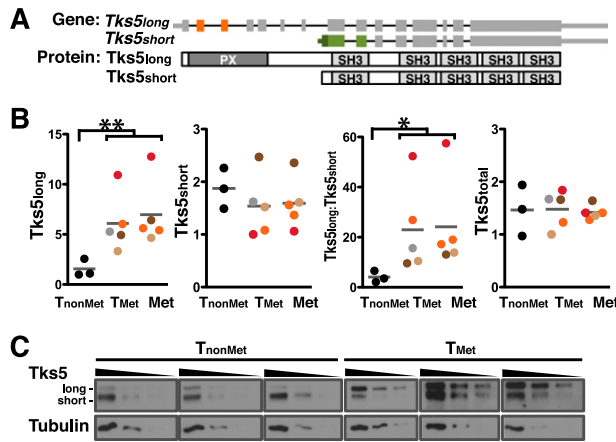 A
Gene: Tks5long
Tks5short
Protein: Tks5long PX SH3 SH3 SH3 SH3 SH3
Tks5short SH3 SH3 SH3 SH3 SH3
B
** *
Tks5long 15 10 5 0
Tks5short 3 2 1 0
Tks5long:Tks5short 60 40 20 0
Tks5total 3 2 1 0
TnonMet TMet Met TnonMet TMet Met TnonMet TMet Met TnonMet TMet Met
C
TnonMet TMet
Tks5
long
short
Tubulin